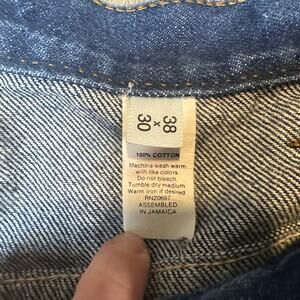 38
x
30
100% COTTON
Machine wash warm
with like colors.
Do not bleach.
Tumble dry medium
Warm iron if desired
RN20697
ASSEMBLED
IN JAMAICA